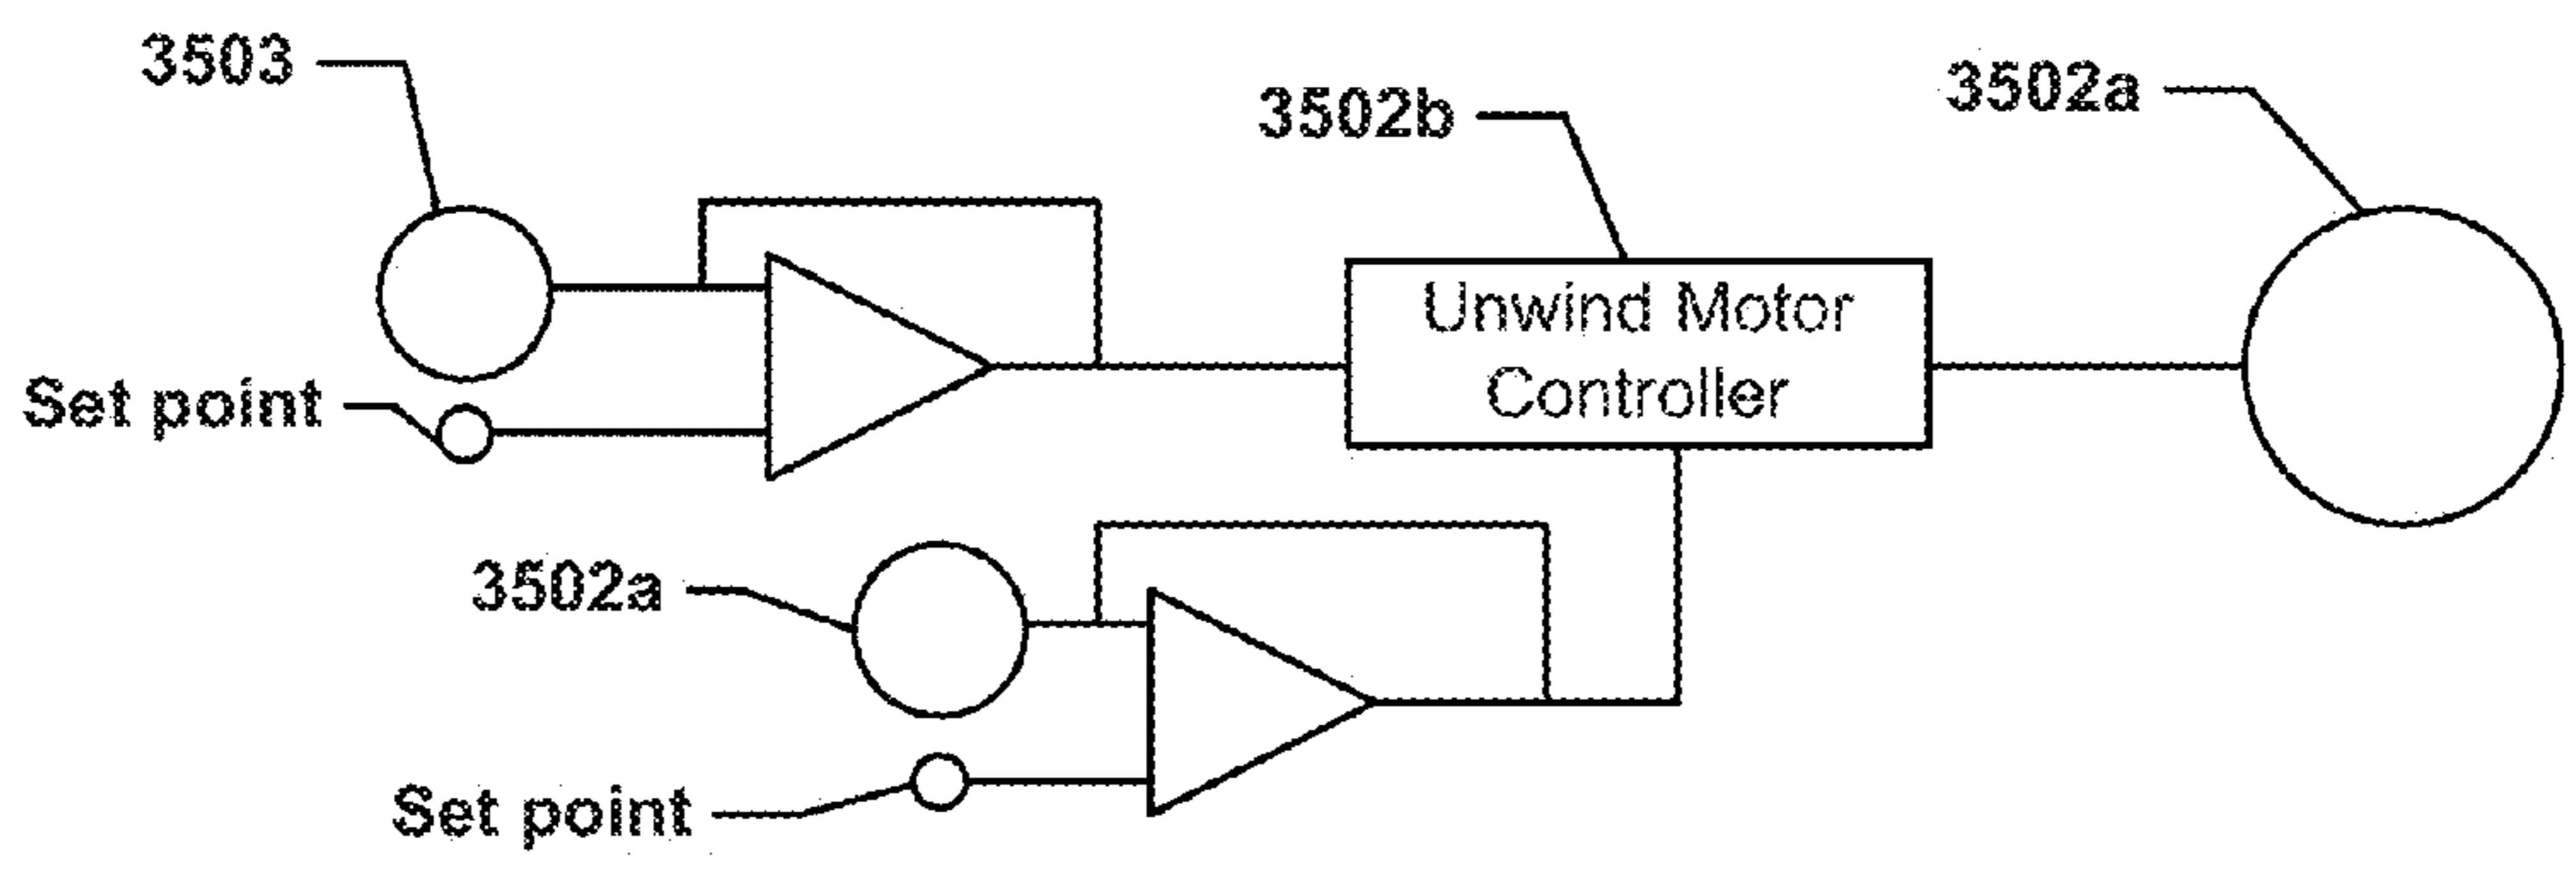 3503
3502b
3502a
Unwind Motor
Controller
Set point
3502a
Set point